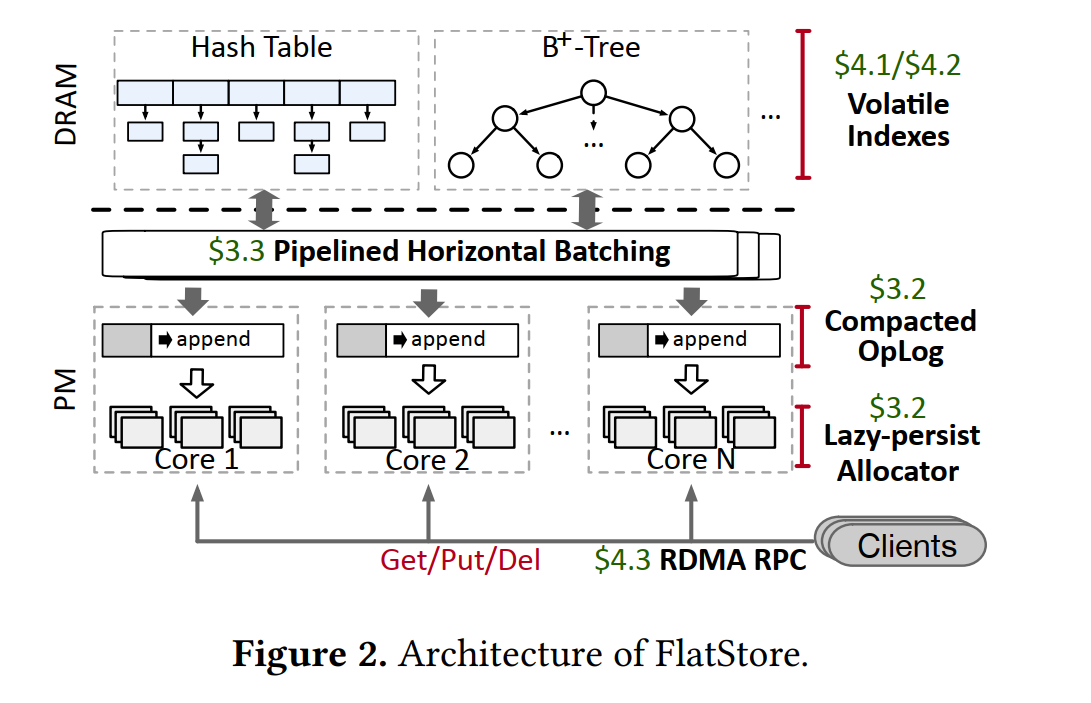 Hash Table
B+-Tree
DRAM
...
...
$4.1/$4.2
Volatile
Indexes
$3.3 Pipelined Horizontal Batching
PM
append
append
append
$3.2
Compacted
OpLog
...
$3.2
Lazy-persist
Allocator
Core 1
Core 2
Core N
Get/Put/Del
$4.3 RDMA RPC
Clients
Figure 2. Architecture of FlatStore.